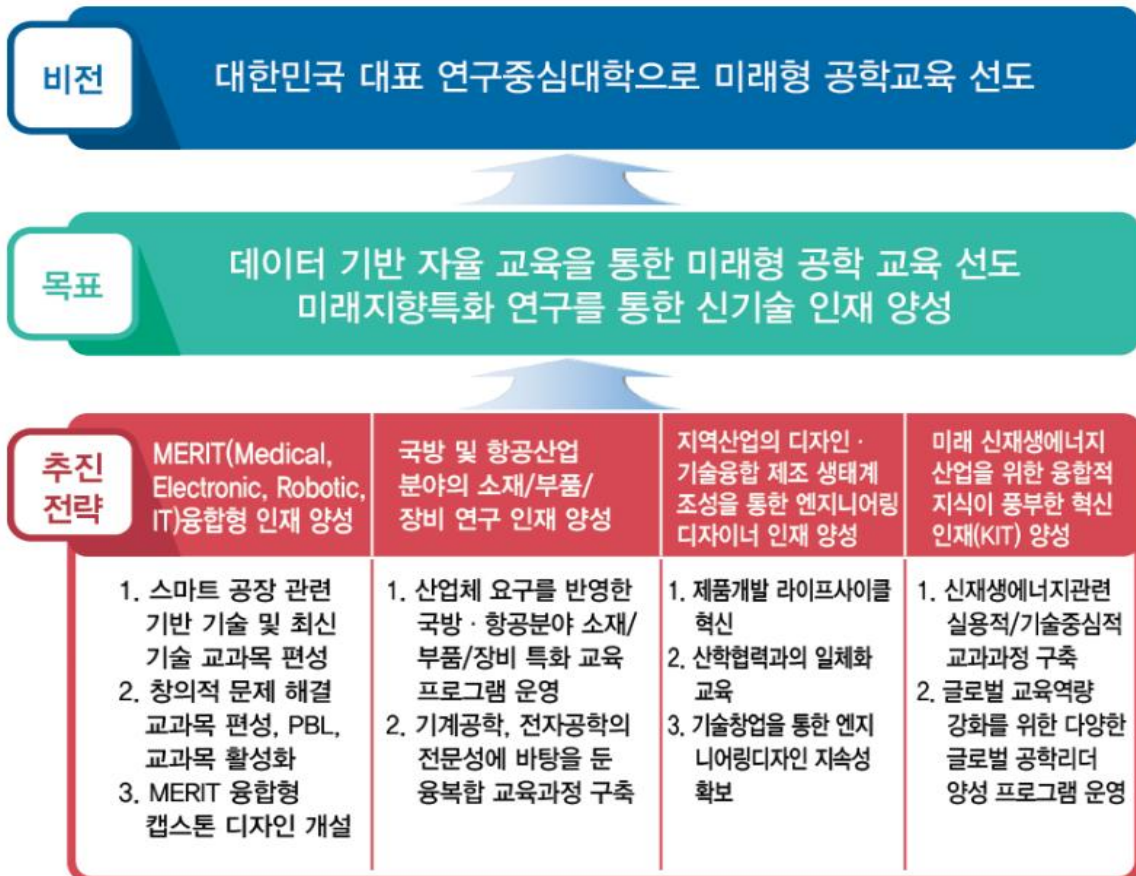 비전
대한민국 대표 연구중심대학으로 미래형 공학교육 선도
목표
데이터 기반 자율 교육을 통한 미래형 공학 교육 선도
미래지향특화 연구를 통한 신기술 인재 양성
추진
전략
MERIT(Medical,
Electronic, Robotic,
IT)융합형 인재 양성
국방 및 항공산업
분야의 소재/부품/
장비 연구 인재 양성
지역산업의 디자인 ·
기술융합 제조 생태계
조성을 통한 엔지니어링
디자이너 인재 양성
미래 신재생에너지
산업을 위한 융합적
지식이 풍부한 혁신
인재(KIT) 양성
1. 스마트 공장 관련
기반 기술 및 최신
기술 교과목 편성
2. 창의적 문제 해결
교과목 편성, PBL,
교과목 활성화
3. MERIT 융합형
캡스톤 디자인 개설
1. 산업체 요구를 반영한
국방 · 항공분야 소재/
부품/장비 특화 교육
프로그램 운영
2. 기계공학, 전자공학의
전문성에 바탕을 둔
융복합 교육과정 구축
1. 제품개발 라이프사이클
혁신
2. 산학협력과의 일체화
교육
3. 기술창업을 통한 엔지
니어링디자인 지속성
확보
1. 신재생에너지관련
실용적/기술중심적
교과과정 구축
2. 글로벌 교육역량
강화를 위한 다양한
글로벌 공학리더
양성 프로그램 운영